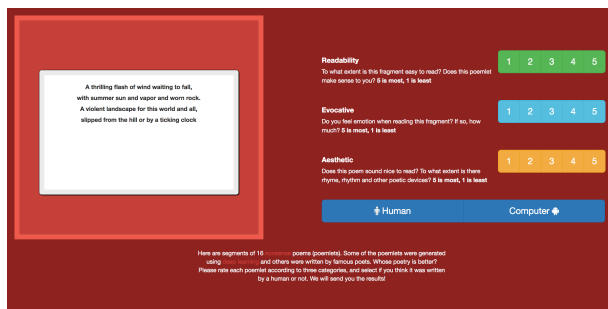 A thrilling flash of wind waiting to fall,
with summer sun and vapor and worn rock.
A violent landscape for this world and all,
slipped from the hill or by a ticking clock
Readability
To what extent is this fragment easy to read? Does this poemlet
make sense to you? 5 is most, 1 is least
1 2 3 4 5
Evocative
Do you feel emotion when reading this fragment? If so, how
much? 5 is most, 1 is least
1 2 3 4 5
Aesthetic
Does this poem sound nice to read? To what extent is there
rhyme, rhythm and other poetic devices? 5 is most, 1 is least
1 2 3 4 5
Human
Computer
Here are segments of 16 nonsense poems (poemlets). Some of the poemlets were generated
using deep learning and others were written by famous poets. Whose poetry is better?
Please rate each poemlet according to three categories, and select if you think it was written
by a human or not. We will send you the results!